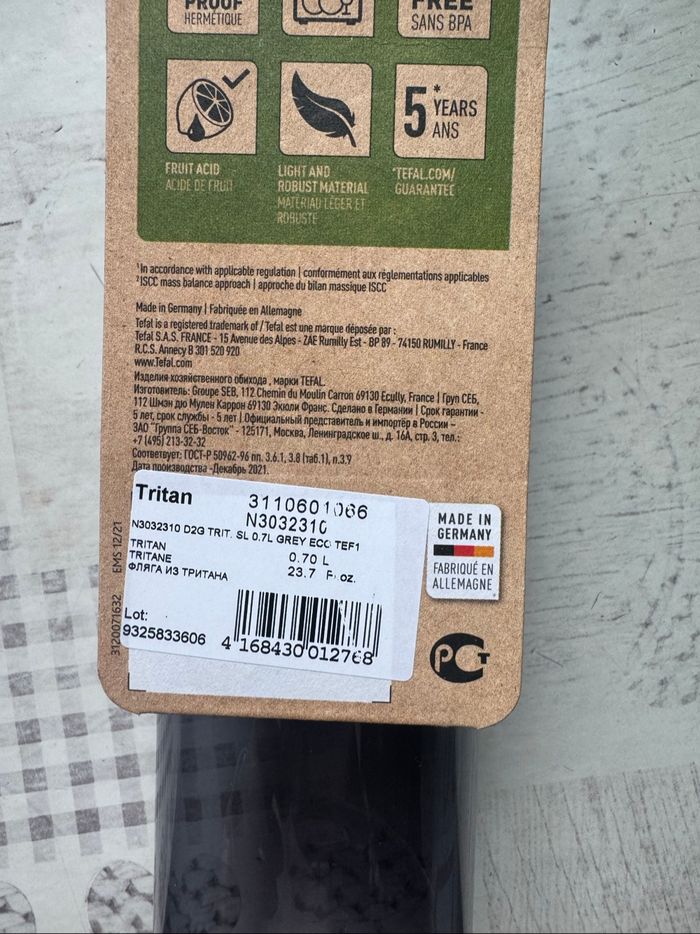 PROOF
HERMÉTIQUE
FREE
SANS BPA
5* YEARS
ANS
FRUIT ACID
ACIDE DE FRUIT
LIGHT AND
ROBUST MATERIAL
MATÉRIAU LÉGER ET
ROBUSTE
*TEFAL.COM/
GUARANTEE
¹In accordance with applicable regulation | conformément aux réglementations applicables
²ISCC mass balance approach | approche du bilan massique ISCC
Made in Germany | Fabriquée en Allemagne
Tefal is a registered trademark of / Tefal est une marque déposée par :
Tefal S.A.S. FRANCE - 15 Avenue des Alpes - ZAE Rumilly Est - BP 89 - 74150 RUMILLY - France
R.C.S. Annecy B 301 520 920
www.Tefal.com
Изделия хозяйственного обихода , марки TEFAL.
Изготовитель: Groupe SEB, 112 Chemin du Moulin Carron 69130 Ecully, France | Груп СЕБ,
112 Шмэн дю Мулен Каррон 69130 Экюли Франс. Сделано в Германии | Срок гарантии -
5 лет, срок службы - 5 лет | Официальный представитель и импортёр в России –
ЗАО "Группа СЕБ-Восток" - 125171, Москва, Ленинградское ш., д. 16А, стр. 3, тел.:
+7 (495) 213-32-32
Соответвует: ГОСТ-Р 50962-96 пп. 3.6.1, 3.8 (таб.1), п.3.9
Дата производства -Декабрь 2021.
Tritan
3110601066
N3032310
N3032310 D2G TRIT. SL 0.7L GREY ECO TEF1
TRITAN
0.70 L
TRITANE
23.7 F. oz.
ФЛЯГА ИЗ ТРИТАНА
Lot:
9325833606
4 168430 012768
3120071632 EMS 12/21
MADE IN
GERMANY
FABRIQUÉ EN
ALLEMAGNE
РСТ